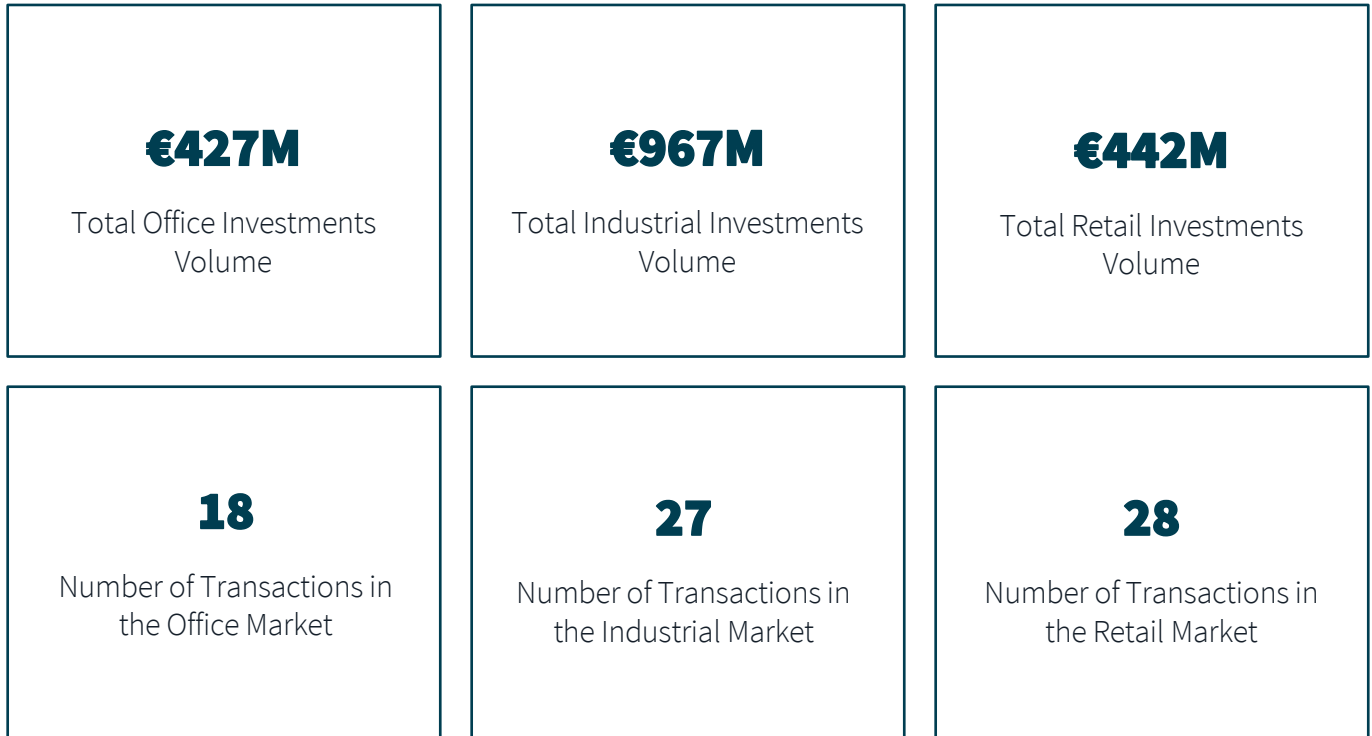 €427M
Total Office Investments
Volume
€967M
Total Industrial Investments
Volume
€442M
Total Retail Investments
Volume
18
Number of Transactions in
the Office Market
27
Number of Transactions in
the Industrial Market
28
Number of Transactions in
the Retail Market